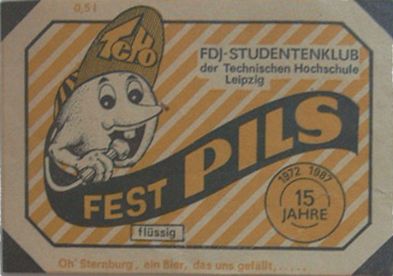 0,5 l
TEburo
FDJ-STUDENTENKLUB
der Technischen Hochschule
Leipzig
FEST PILS
flüssig
1972 1987
15
JAHRE
Oh' Sternburg, ein Bier, das uns gefällt,.....